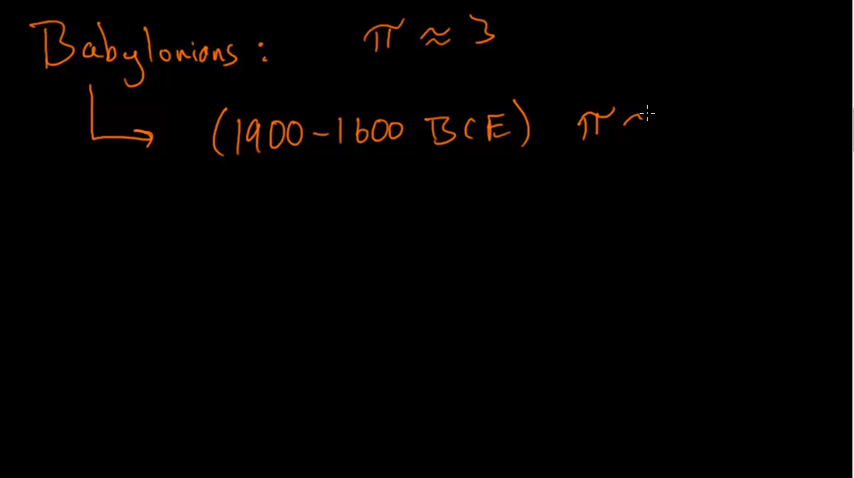 Babylonians: π ≈ 3
(1900-1600 BCE) π ~